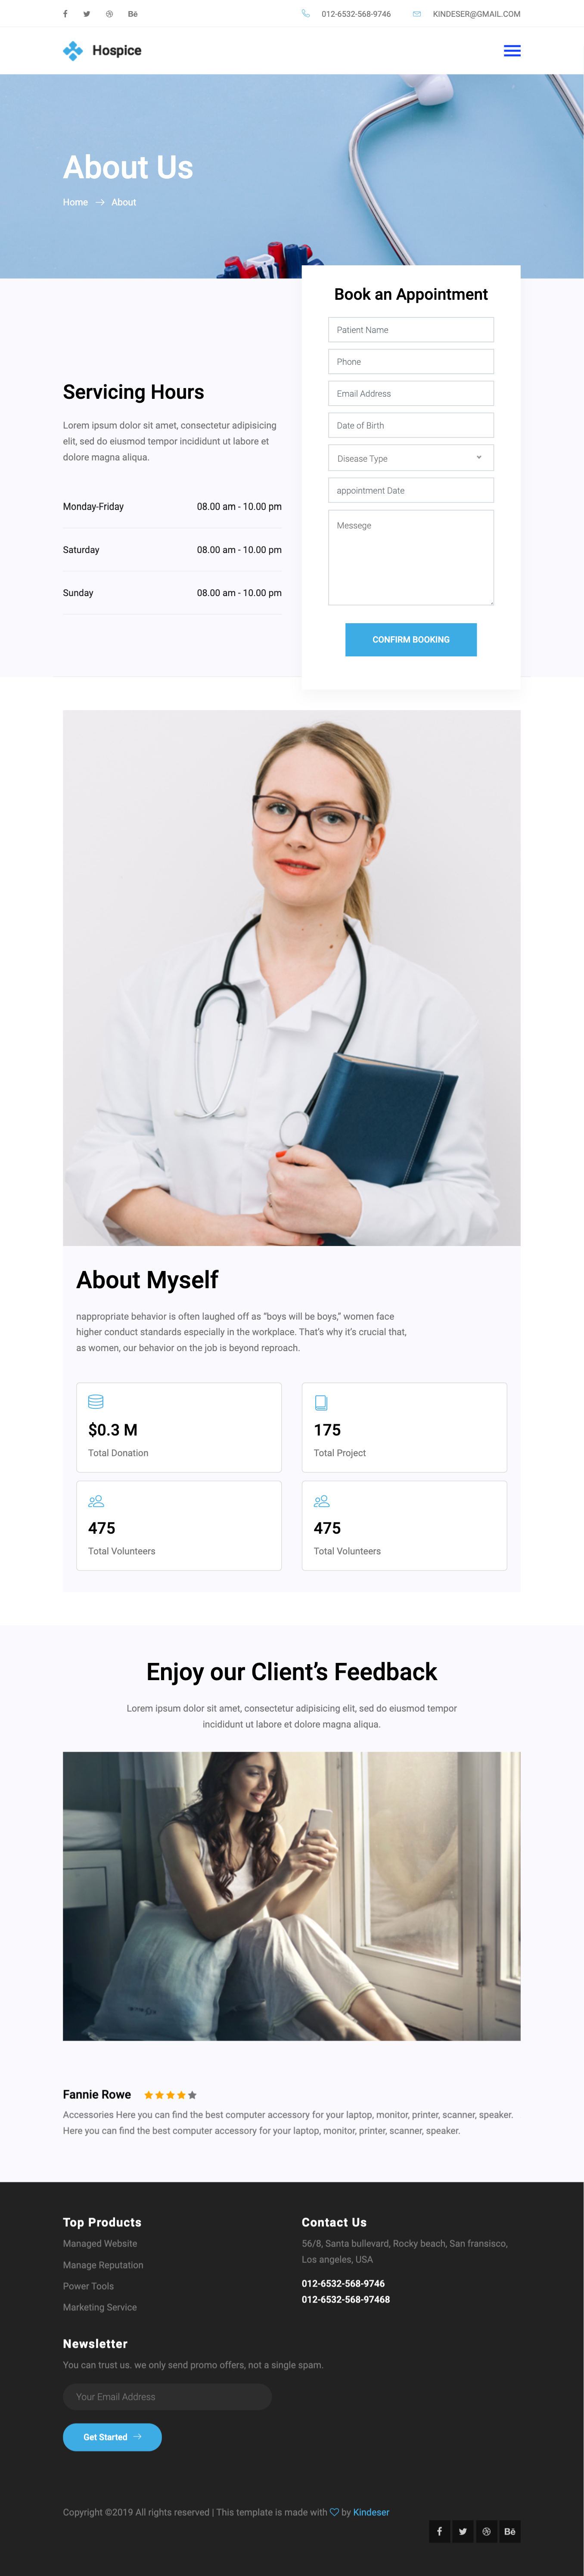 Bē
012-6532-568-9746
KINDESER@GMAIL.COM
Hospice
About Us
Home
About
Book an Appointment
Patient Name
Phone
Email Address
Date of Birth
Disease Type
appointment Date
Messege
CONFIRM BOOKING
Servicing Hours
Lorem ipsum dolor sit amet, consectetur adipisicing
elit, sed do eiusmod tempor incididunt ut labore et
dolore magna aliqua.
Monday-Friday 08.00 am - 10.00 pm
Saturday 08.00 am - 10.00 pm
Sunday 08.00 am - 10.00 pm
About Myself
nappropriate behavior is often laughed off as “boys will be boys,” women face
higher conduct standards especially in the workplace. That’s why it’s crucial that,
as women, our behavior on the job is beyond reproach.
$0.3 M
Total Donation
175
Total Project
475
Total Volunteers
475
Total Volunteers
Enjoy our Client’s Feedback
Lorem ipsum dolor sit amet, consectetur adipisicing elit, sed do eiusmod tempor
incididunt ut labore et dolore magna aliqua.
Fannie Rowe
Accessories Here you can find the best computer accessory for your laptop, monitor, printer, scanner, speaker.
Here you can find the best computer accessory for your laptop, monitor, printer, scanner, speaker.
Top Products
Managed Website
Manage Reputation
Power Tools
Marketing Service
Contact Us
56/8, Santa bullevard, Rocky beach, San fransisco,
Los angeles, USA
012-6532-568-9746
012-6532-568-97468
Newsletter
You can trust us. we only send promo offers, not a single spam.
Your Email Address
Get Started
Copyright ©2019 All rights reserved | This template is made with by Kindeser
Bē